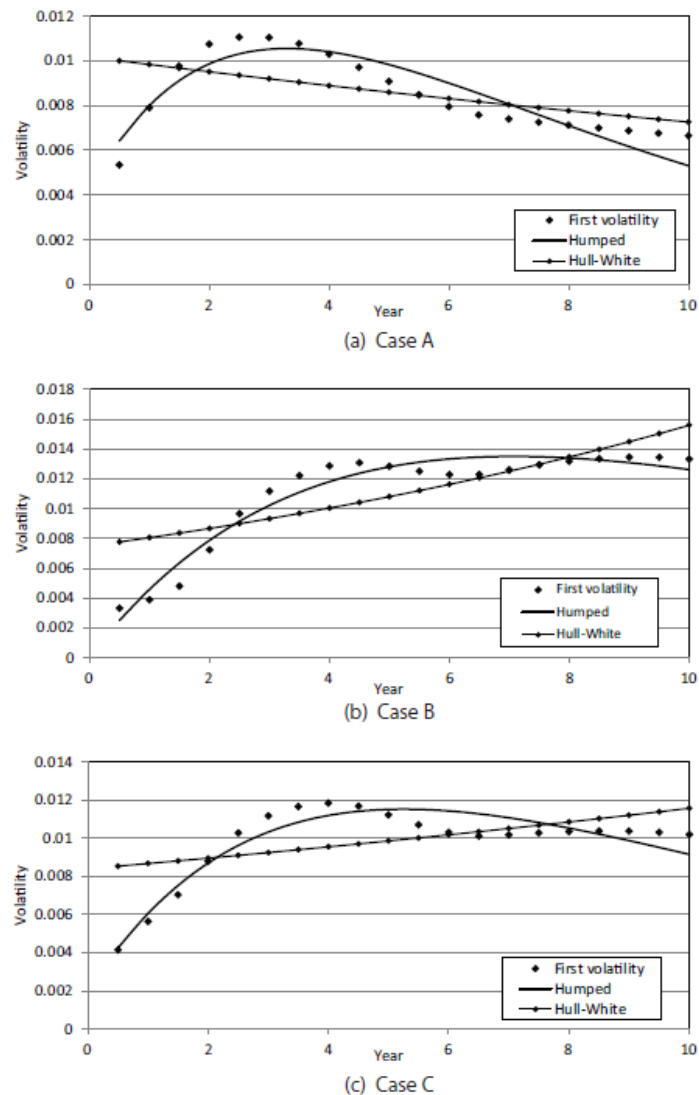 0.012
0.01
0.008
0.006
0.004
0.002
0
Volatility
First volatility
Humped
Hull-White
0 2 4 6 8 10
Year
(a) Case A
0.018
0.016
0.014
0.012
0.01
0.008
0.006
0.004
0.002
0
Volatility
First volatility
Humped
Hull-White
0 2 4 6 8 10
Year
(b) Case B
0.014
0.012
0.01
0.008
0.006
0.004
0.002
0
Volatility
First volatility
Humped
Hull-White
0 2 4 6 8 10
Year
(c) Case C